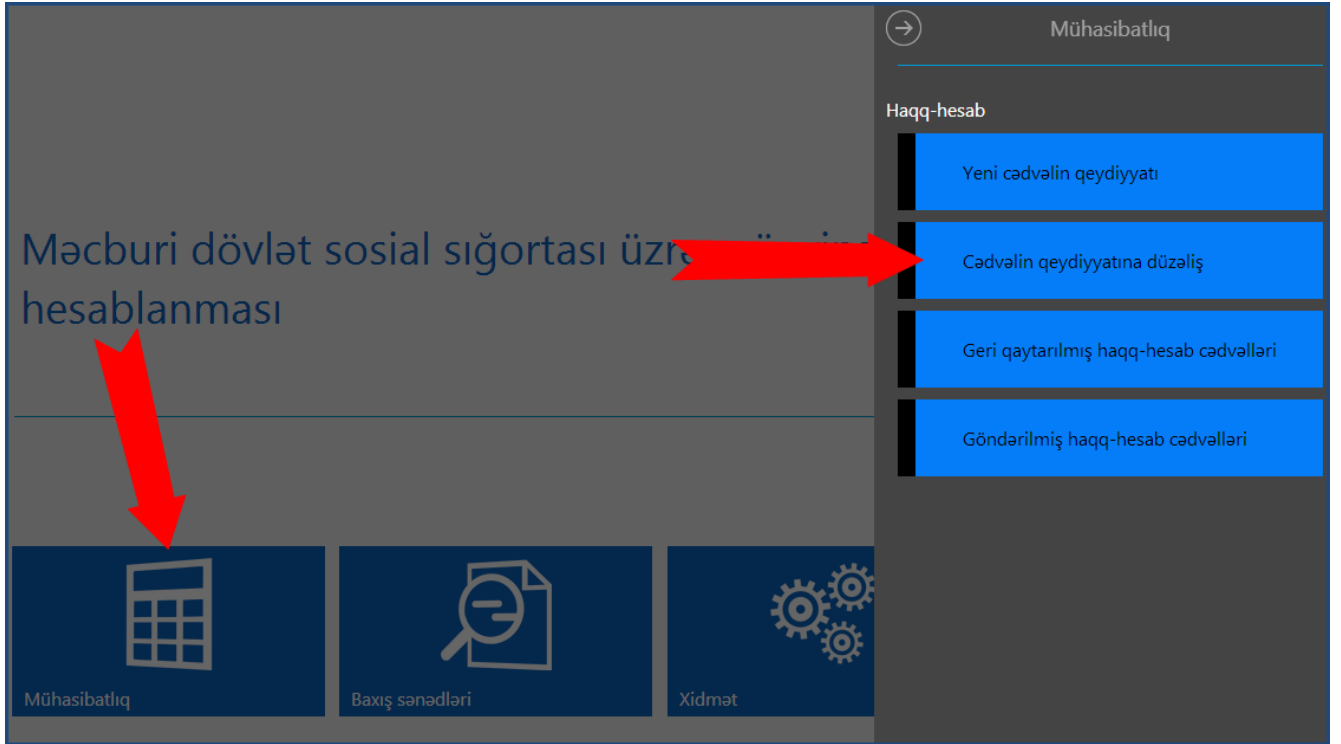 Mühasibatlıq
Haqq-hesab
Yeni cədvəlin qeydiyyatı
Cədvəlin qeydiyyatına düzəliş
Geri qaytarılmış haqq-hesab cədvəlləri
Göndərilmiş haqq-hesab cədvəlləri
Məcburi dövlət sosial sığortası
hesablanması
Mühasibatlıq
Baxış sənədləri
Xidmət